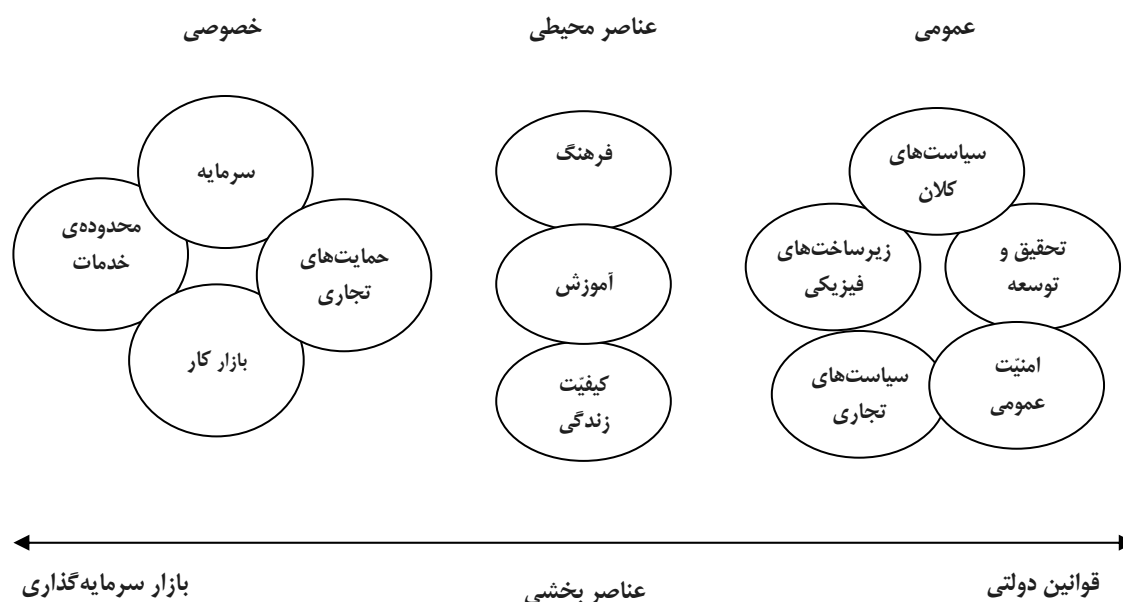 عمومی
عناصر محیطی
خصوصی
سیاست‌های
کلان
تحقیق و
توسعه
زیرساخت‌های
فیزیکی
امنیّت
عمومی
سیاست‌های
تجاری
فرهنگ
آموزش
کیفیّت
زندگی
سرمایه
حمایت‌های
تجاری
محدوده‌ی
خدمات
بازار کار
قوانین دولتی
عناصر بخشی
بازار سرمایه‌گذاری